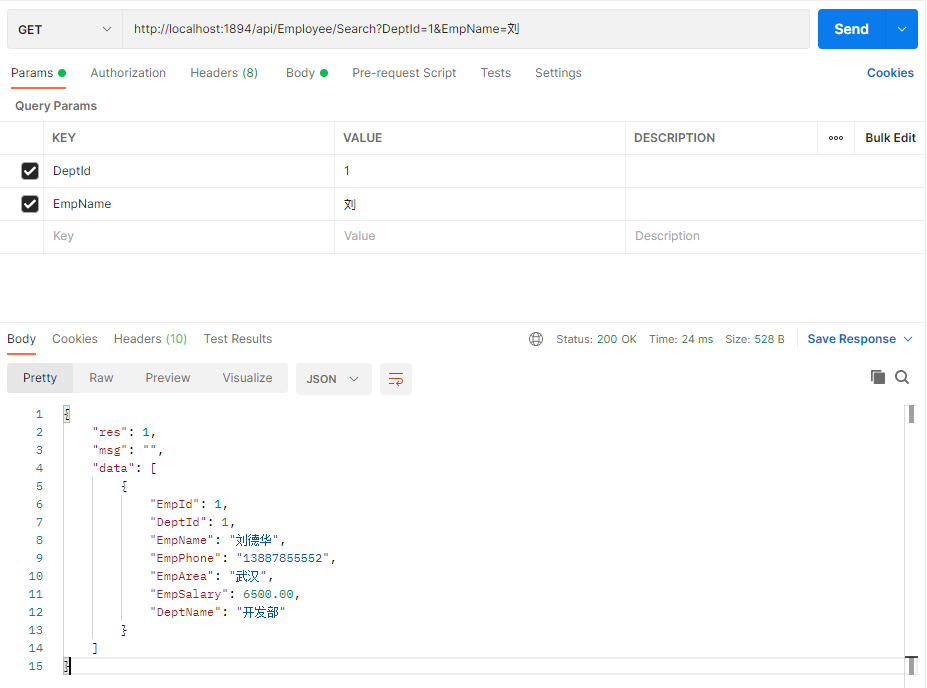 GET http://localhost:1894/api/Employee/Search?DeptId=1&EmpName=刘 Send
Params Authorization Headers (8) Body Pre-request Script Tests Settings Cookies
Query Params
KEY VALUE DESCRIPTION ooo Bulk Edit
DeptId 1
EmpName 刘
Key Value Description
Body Cookies Headers (10) Test Results Status: 200 OK Time: 24 ms Size: 528 B Save Response
Pretty Raw Preview Visualize JSON
1 {
2 "res": 1,
3 "msg": "",
4 "data": [
5 {
6 "EmpId": 1,
7 "DeptId": 1,
8 "EmpName": "刘德华",
9 "EmpPhone": "13887855552",
10 "EmpArea": "武汉",
11 "EmpSalary": 6500.00,
12 "DeptName": "开发部"
13 }
14 ]
15 }